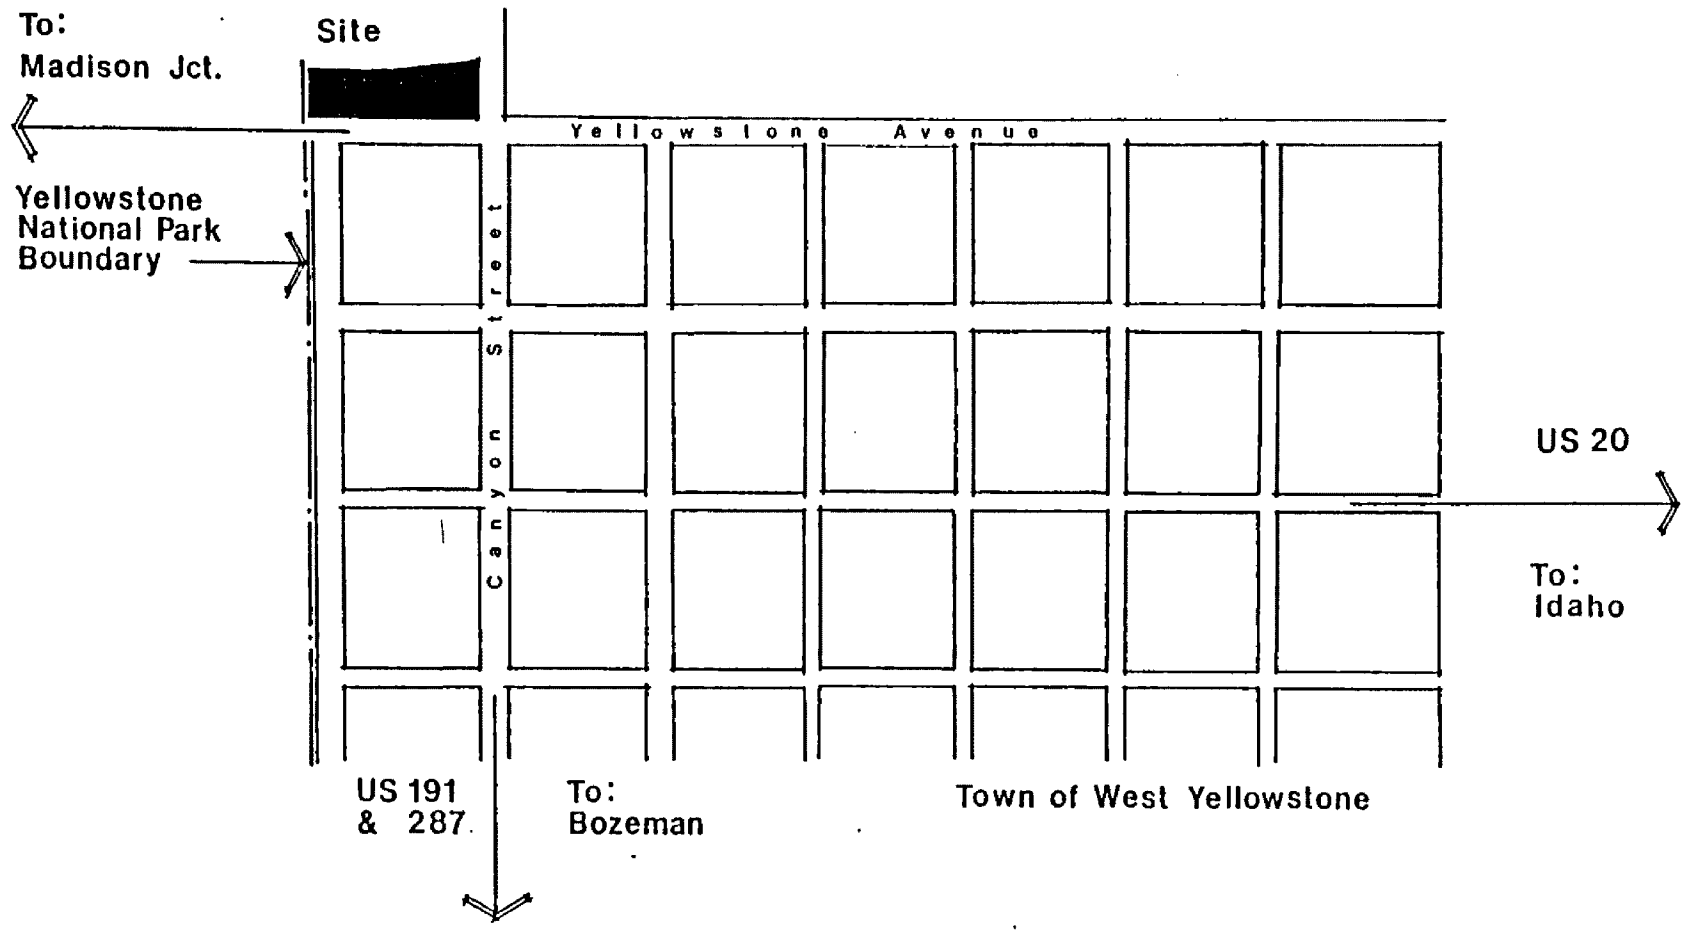 To:
Madison Jct.
Site
Yellowstone Avenue
Yellowstone
National Park
Boundary
Canyon Street
US 20
To:
Idaho
US 191
& 287
To:
Bozeman
Town of West Yellowstone